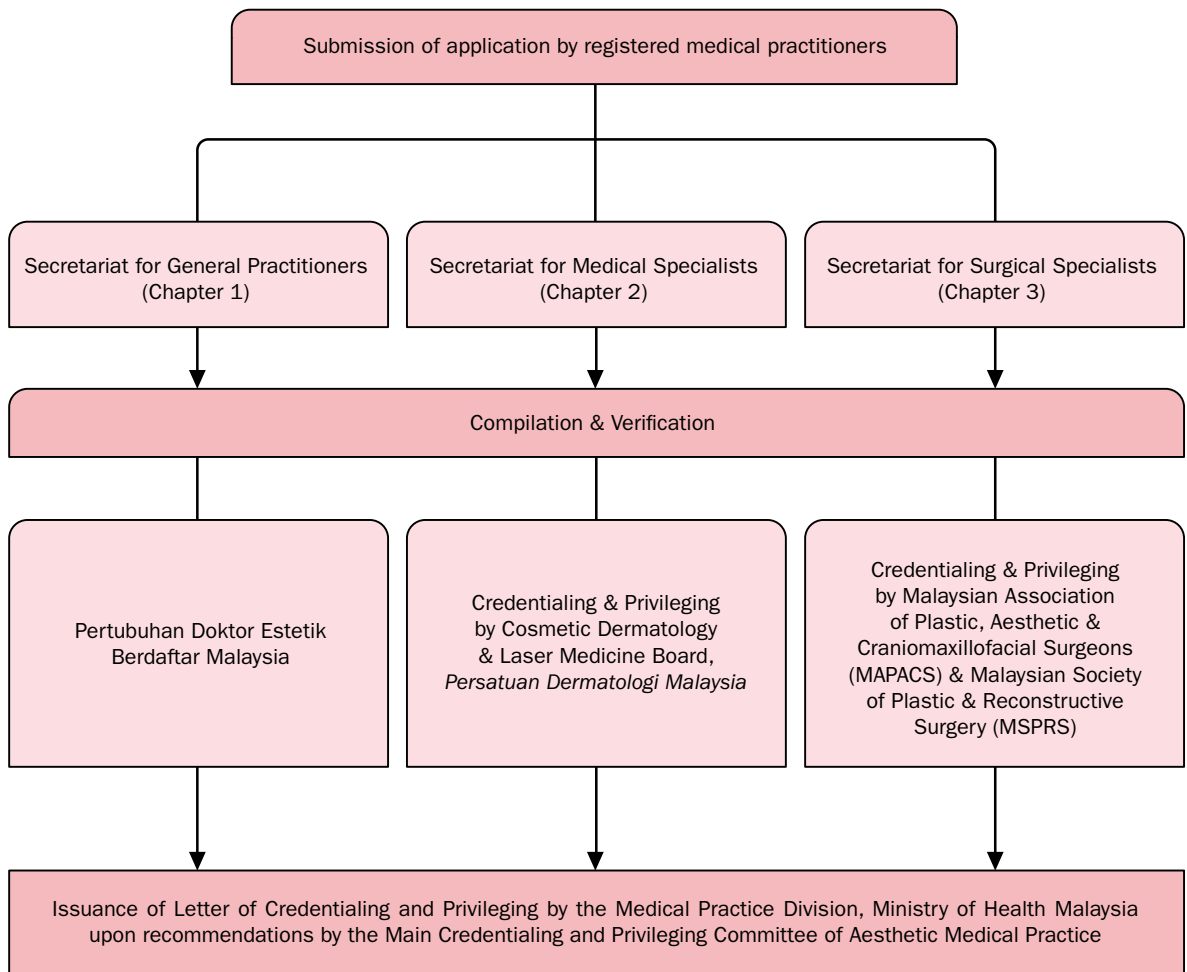 Submission of application by registered medical practitioners
Secretariat for General Practitioners
(Chapter 1)
Secretariat for Medical Specialists
(Chapter 2)
Secretariat for Surgical Specialists
(Chapter 3)
Compilation & Verification
Pertubuhan Doktor Estetik
Berdaftar Malaysia
Credentialing & Privileging
by Cosmetic Dermatology
& Laser Medicine Board,
Persatuan Dermatologi Malaysia
Credentialing & Privileging
by Malaysian Association
of Plastic, Aesthetic &
Craniomaxillofacial Surgeons
(MAPACS) & Malaysian Society
of Plastic & Reconstructive
Surgery (MSPRS)
Issuance of Letter of Credentialing and Privileging by the Medical Practice Division, Ministry of Health Malaysia
upon recommendations by the Main Credentialing and Privileging Committee of Aesthetic Medical Practice